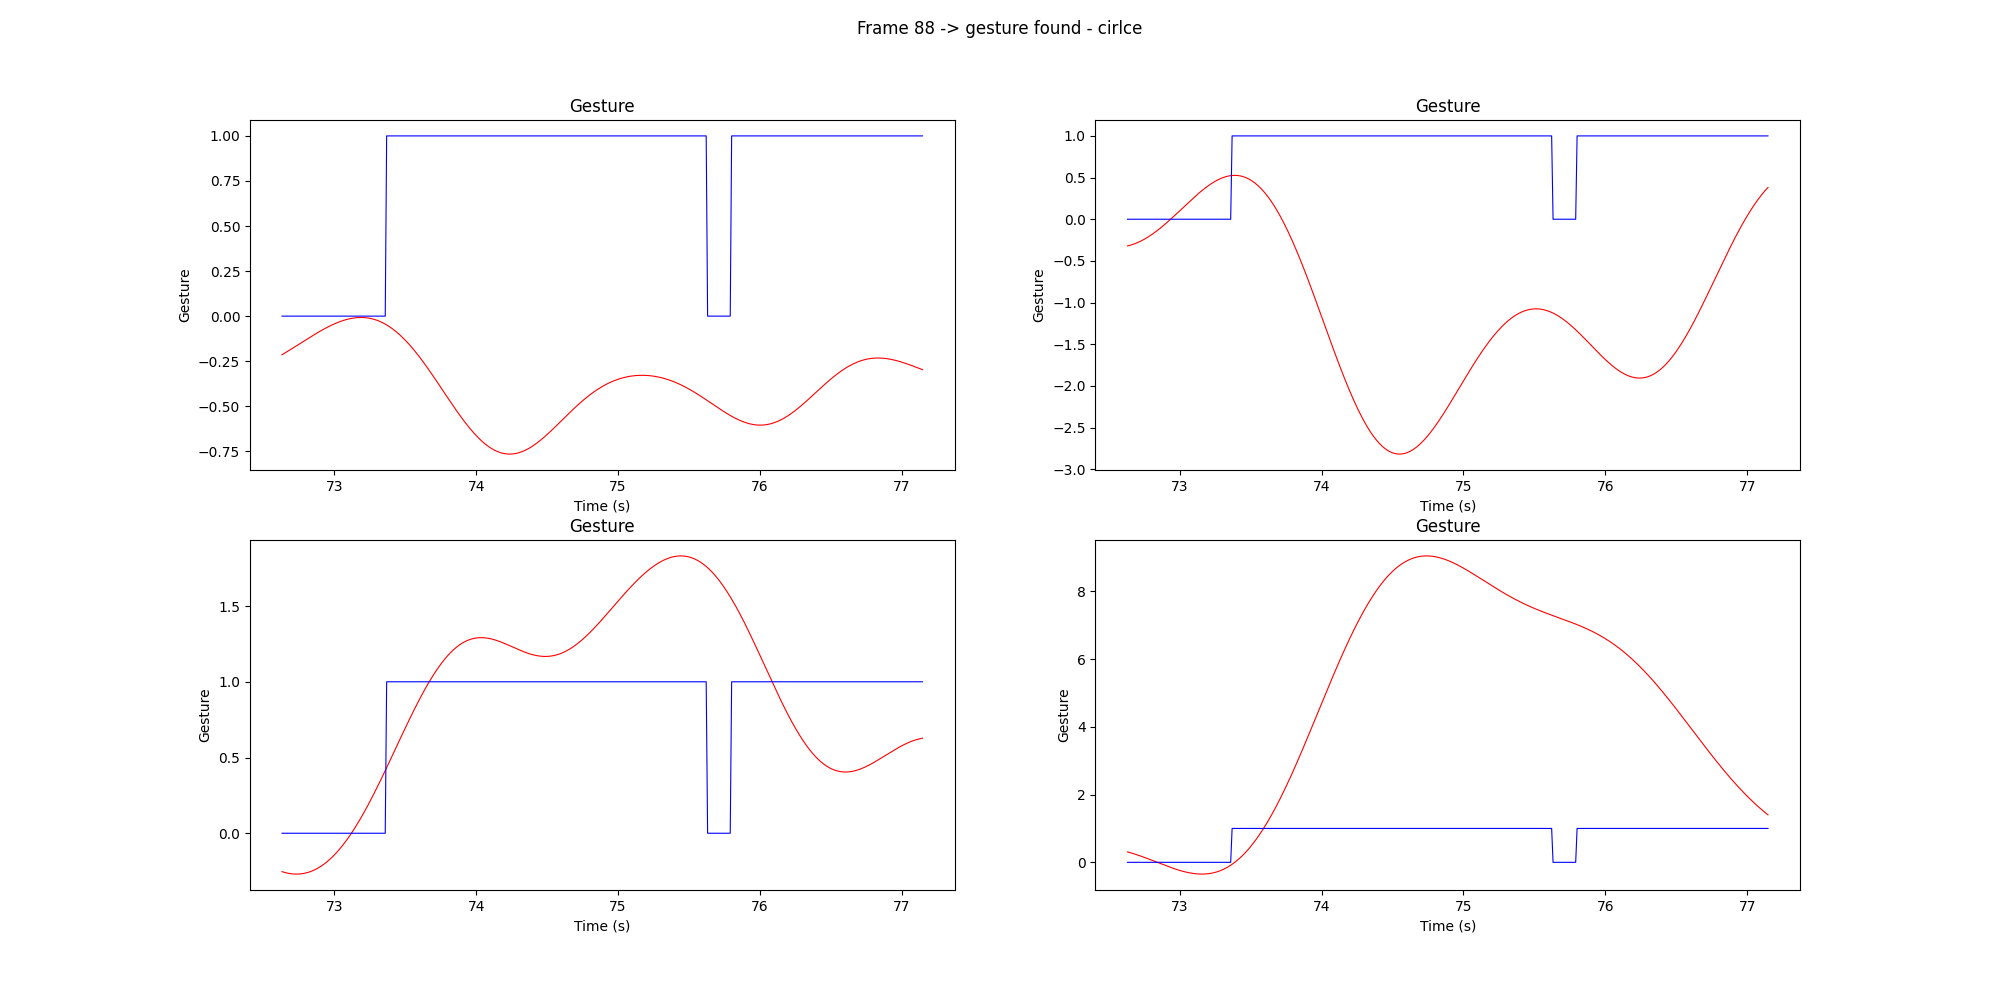 Frame 88 -> gesture found - cirlce
Gesture
1.00
0.75
0.50
0.25
0.00
−0.25
−0.50
−0.75
Gesture
73 74 75 76 77
Time (s)
Gesture
1.0
0.5
0.0
−0.5
−1.0
−1.5
−2.0
−2.5
−3.0
Gesture
73 74 75 76 77
Time (s)
Gesture
1.5
1.0
0.5
0.0
Gesture
73 74 75 76 77
Time (s)
Gesture
8
6
4
2
0
Gesture
73 74 75 76 77
Time (s)